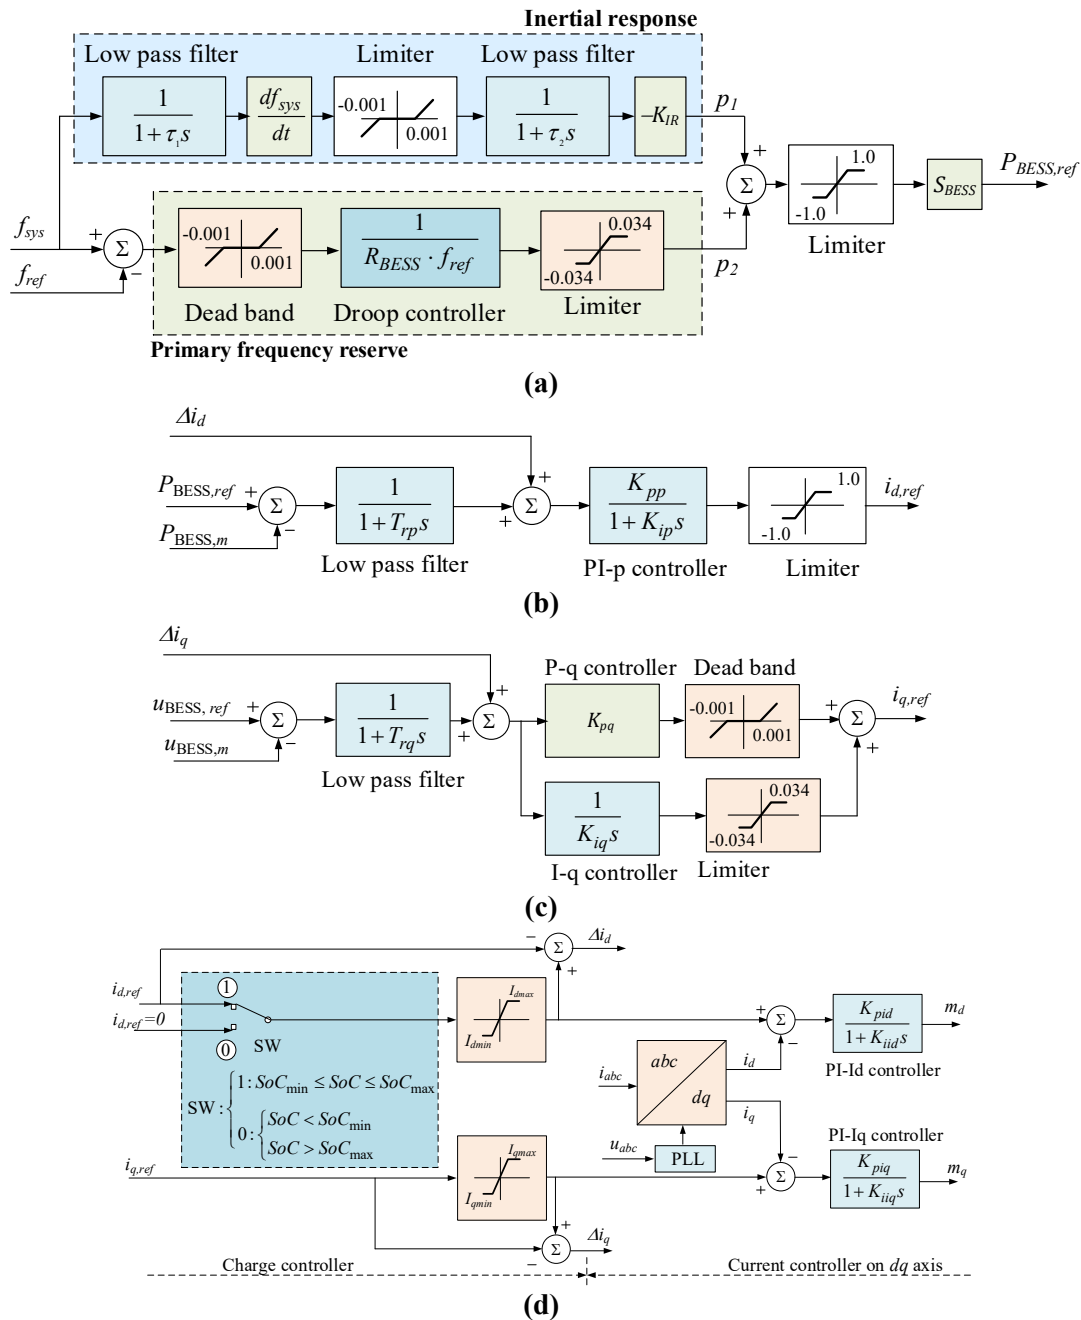 Inertial response
Low pass filter Limiter Low pass filter
1 / 1 + τ₁s
df_sys / dt
-0.001 0.001
1 / 1 + τ₂s
–K_IR
p₁
+
+
Σ
1.0 -1.0
Limiter
S_BESS
P_BESS,ref
f_sys
f_ref
+ Σ −
-0.001 0.001
1 / R_BESS · f_ref
0.034 -0.034
p₂
Dead band Droop controller Limiter
Primary frequency reserve
(a)
Δi_d
P_BESS,ref
P_BESS,m
+ Σ −
1 / 1 + T_rp s
Low pass filter
+ + Σ
K_pp / 1 + K_ip s
PI-p controller
1.0 -1.0
Limiter
i_d,ref
(b)
Δi_q
u_BESS, ref
u_BESS,m
+ Σ −
1 / 1 + T_rq s
Low pass filter
+ + Σ
P-q controller Dead band
K_pq
-0.001 0.001
+ Σ +
i_q,ref
1 / K_iq s
0.034 -0.034
I-q controller Limiter
(c)
− Σ + Δi_d
i_d,ref
i_d,ref=0
1
0
SW
SW : { 1 : SoC_min ≤ SoC ≤ SoC_max
0 : { SoC < SoC_min
SoC > SoC_max
I_dmax
I_dmin
+ Σ −
K_pid / 1 + K_iid s
m_d
PI-Id controller
i_abc
abc
dq
i_d
i_q
u_abc
PLL
i_q,ref
I_qmax
I_qmin
+ Σ −
PI-Iq controller
K_piq / 1 + K_iiq s
m_q
+ Σ − Δi_q
Charge controller Current controller on dq axis
(d)